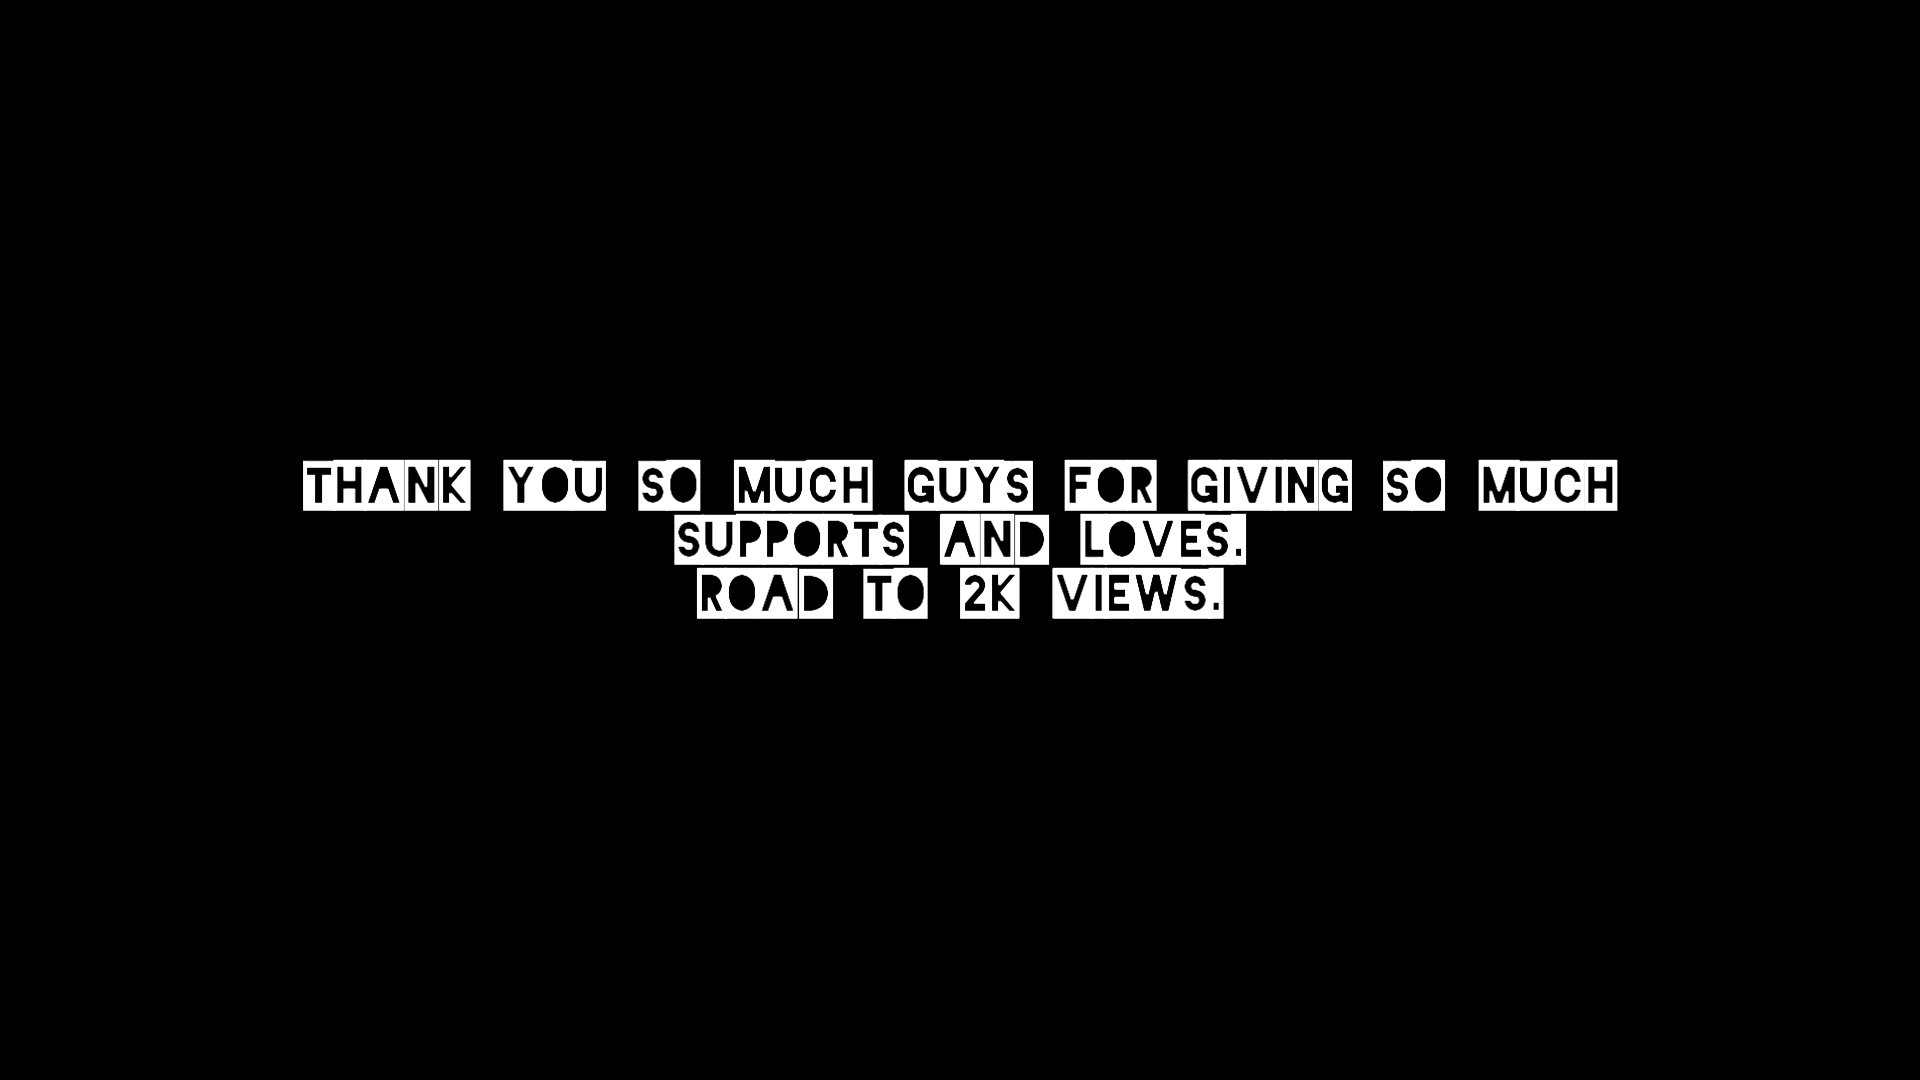 THANK YOU SO MUCH GUYS FOR GIVING SO MUCH
SUPPORTS AND LOVES.
ROAD TO 2K VIEWS.